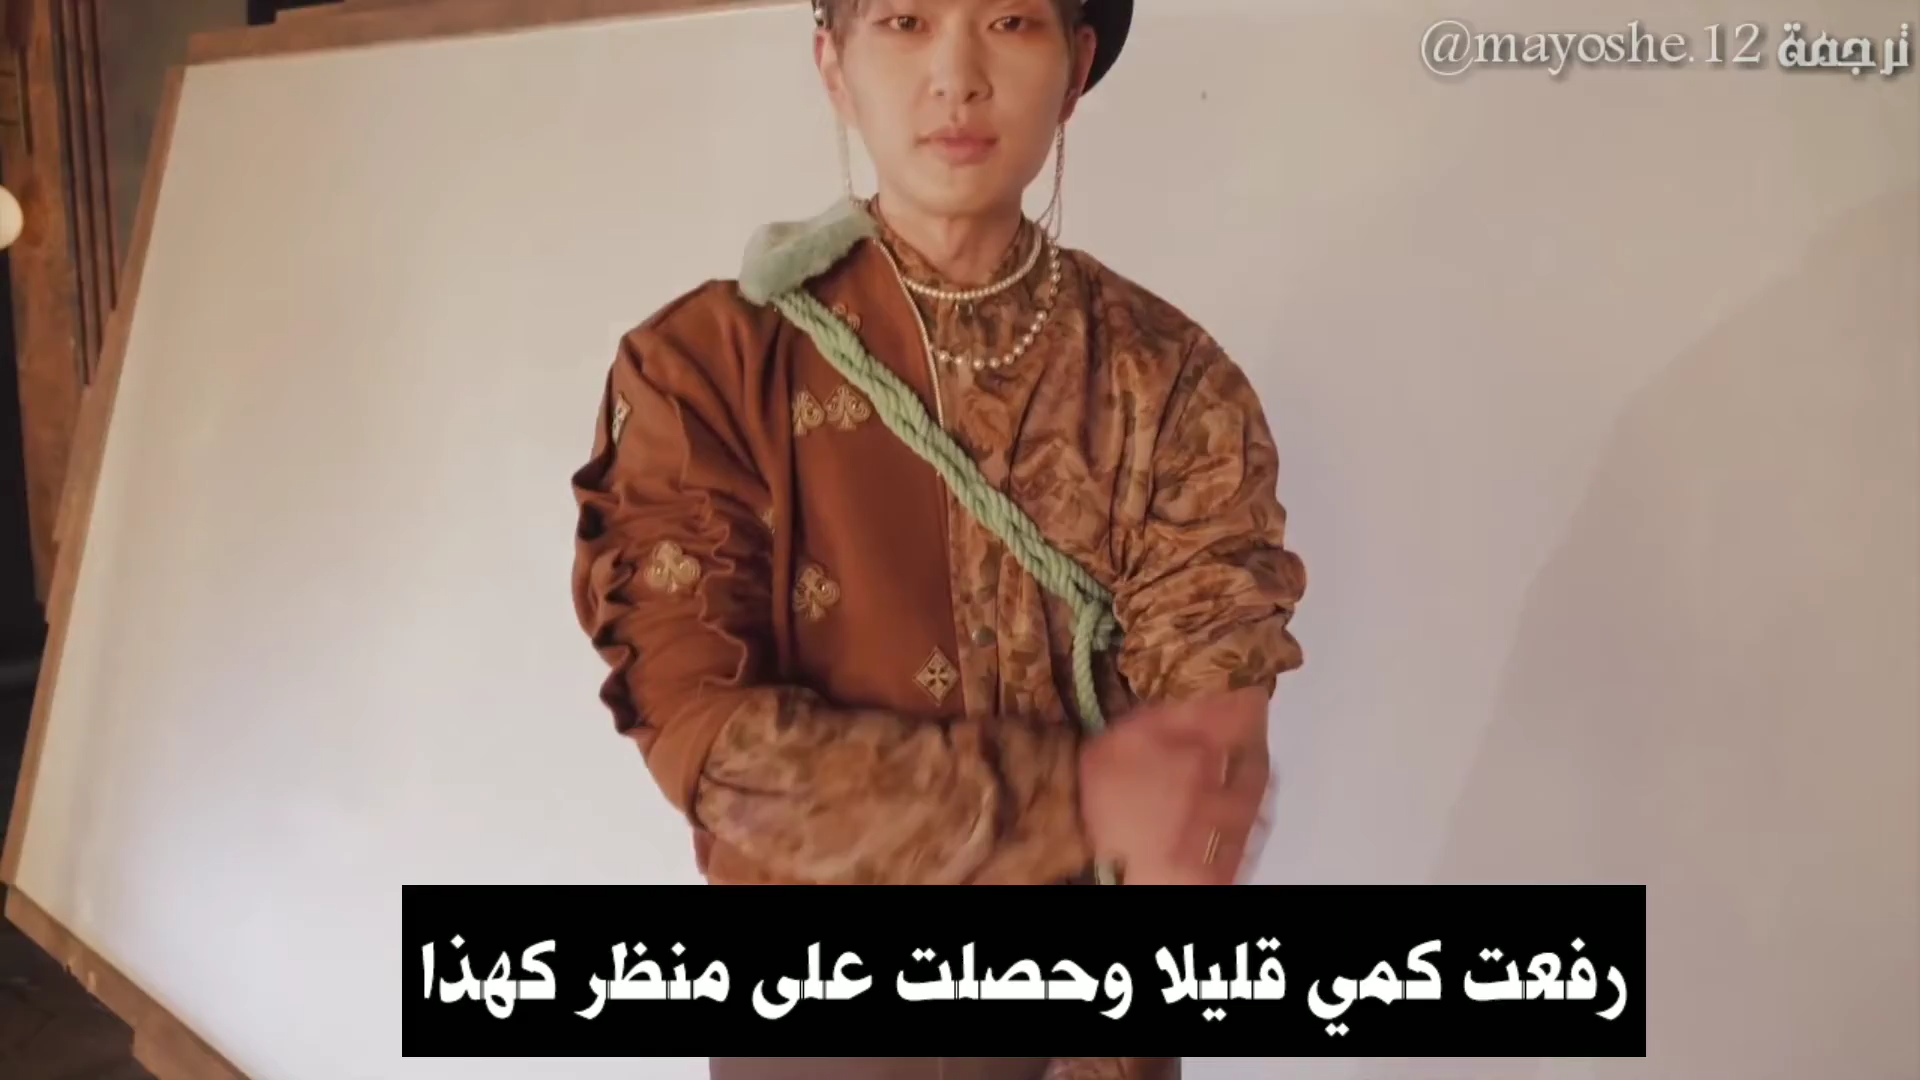 ترجمة @mayoshe.12
رفعت كمي قليلا وحصلت على منظر كهذا